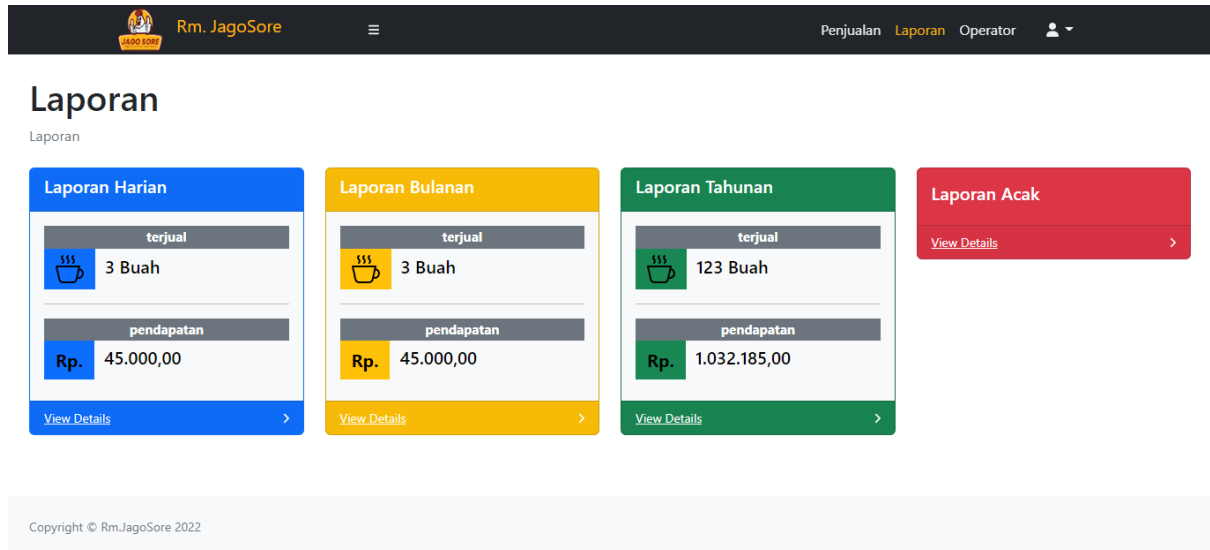 JAGO SORE
Rm. JagoSore
Penjualan Laporan Operator
Laporan
Laporan
Laporan Harian
terjual
3 Buah
pendapatan
Rp. 45.000,00
View Details
Laporan Bulanan
terjual
3 Buah
pendapatan
Rp. 45.000,00
View Details
Laporan Tahunan
terjual
123 Buah
pendapatan
Rp. 1.032.185,00
View Details
Laporan Acak
View Details
Copyright © Rm.JagoSore 2022